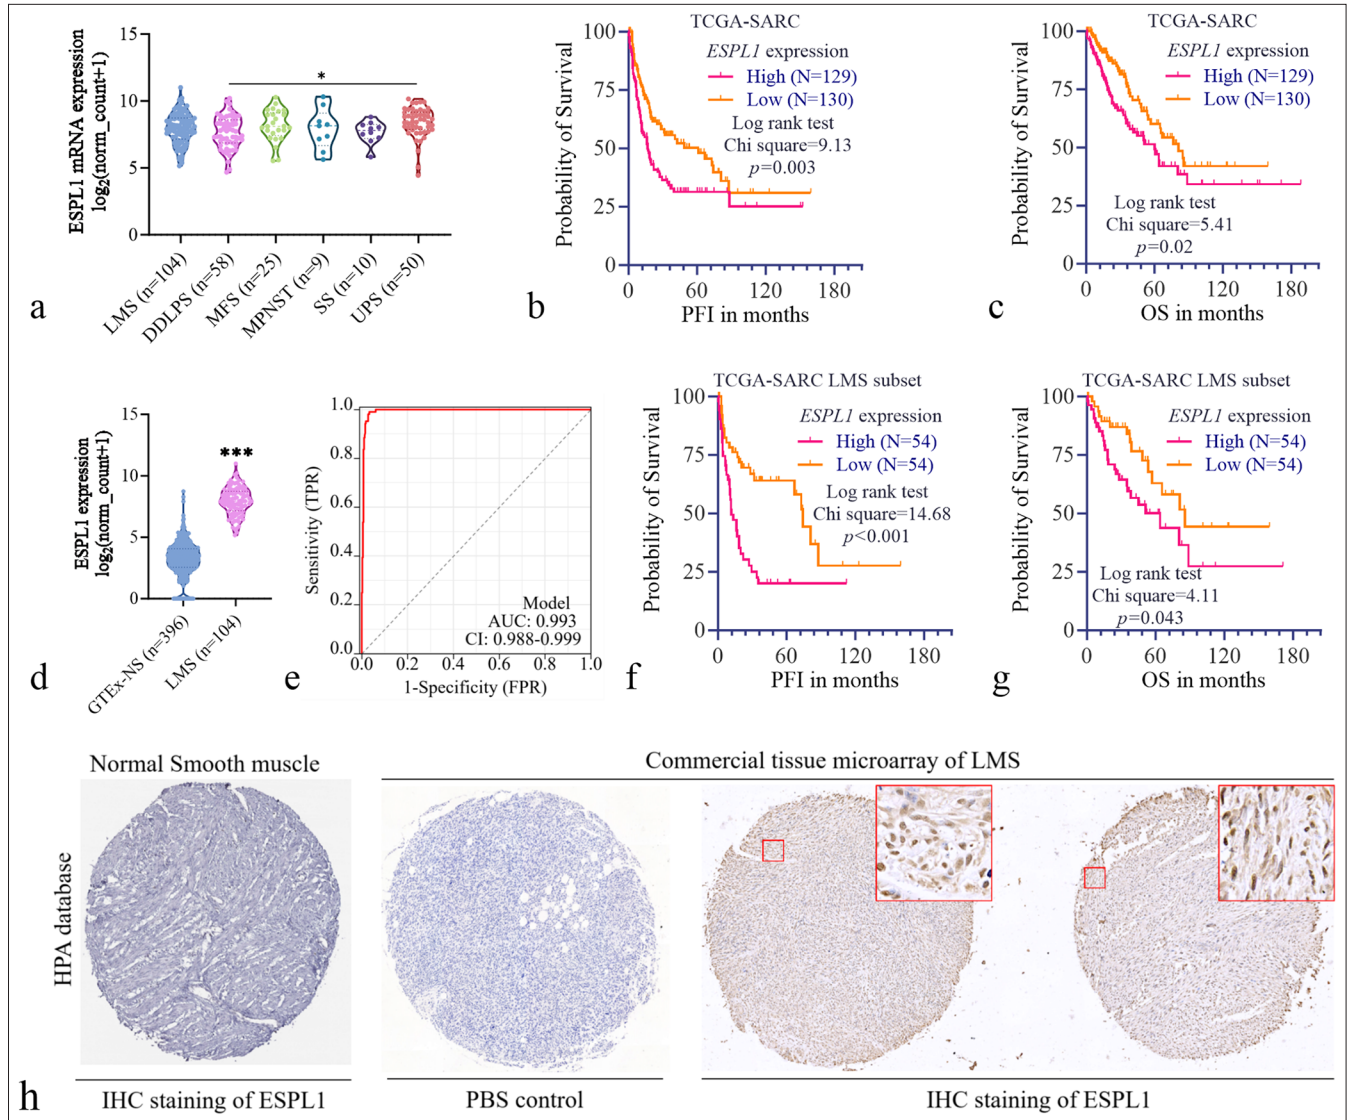 ESPL1 mRNA expression
log2(norm_count+1)
15
10
5
0
*
LMS (n=104)
DDLPS (n=58)
MFS (n=25)
MPNST (n=9)
SS (n=10)
UPS (n=50)
a
TCGA-SARC
ESPL1 expression
High (N=129)
Low (N=130)
Log rank test
Chi square=9.13
p=0.003
Probability of Survival
100
75
50
25
0
0 60 120 180
PFI in months
b
TCGA-SARC
ESPL1 expression
High (N=129)
Low (N=130)
Log rank test
Chi square=5.41
p=0.02
Probability of Survival
100
75
50
25
0
0 60 120 180
OS in months
c
ESPL1 expression
log2(norm_count+1)
15
10
5
0
***
GTEx-NS (n=396)
LMS (n=104)
d
Sensitivity (TPR)
1.0
0.8
0.6
0.4
0.2
0.0
Model
AUC: 0.993
CI: 0.988-0.999
0.0 0.2 0.4 0.6 0.8 1.0
1-Specificity (FPR)
e
TCGA-SARC LMS subset
ESPL1 expression
High (N=54)
Low (N=54)
Log rank test
Chi square=14.68
p<0.001
Probability of Survival
100
75
50
25
0
0 60 120 180
PFI in months
f
TCGA-SARC LMS subset
ESPL1 expression
High (N=54)
Low (N=54)
Log rank test
Chi square=4.11
p=0.043
Probability of Survival
100
75
50
25
0
0 60 120 180
OS in months
g
Normal Smooth muscle
Commercial tissue microarray of LMS
HPA database
h
IHC staining of ESPL1
PBS control
IHC staining of ESPL1